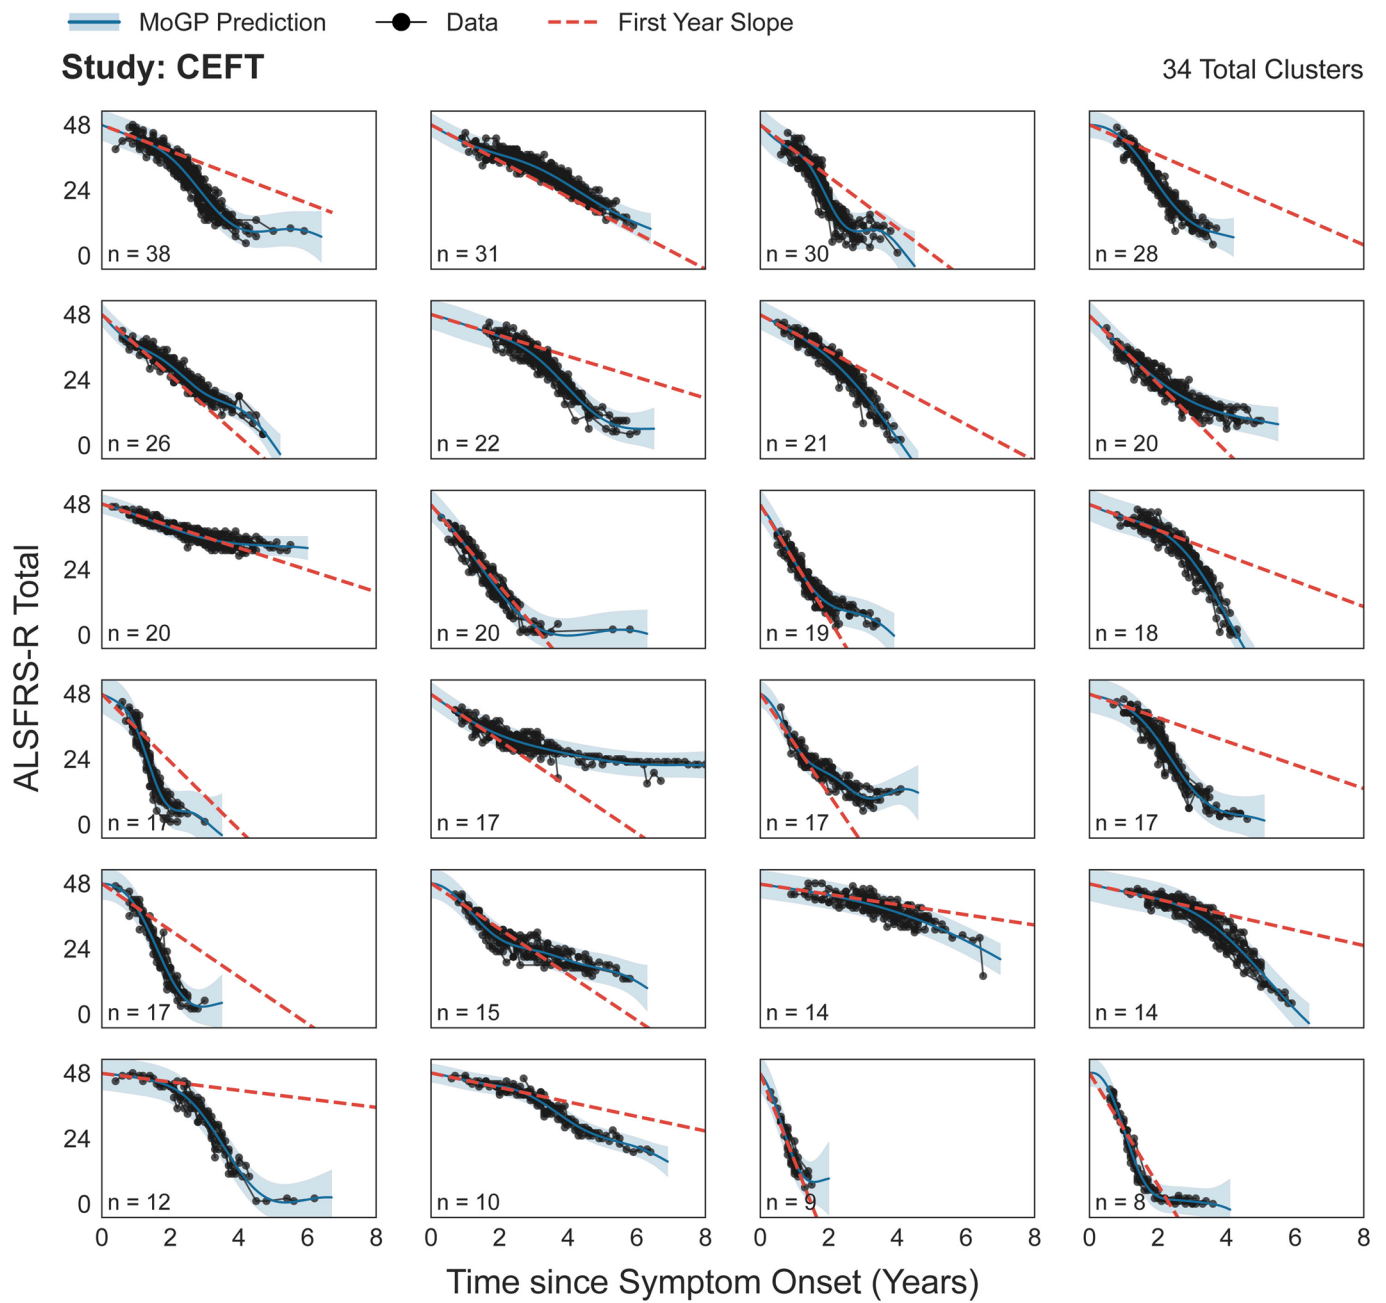 MoGP Prediction Data First Year Slope
Study: CEFT 34 Total Clusters
48
24
0
n = 38 n = 31 n = 30 n = 28
48
24
0
n = 26 n = 22 n = 21 n = 20
48
24
0
n = 20 n = 20 n = 19 n = 18
48
24
0
n = 17 n = 17 n = 17 n = 17
48
24
0
n = 17 n = 15 n = 14 n = 14
48
24
0
n = 12 n = 10 n = 9 n = 8
0 2 4 6 8 0 2 4 6 8 0 2 4 6 8 0 2 4 6 8
ALSFRS-R Total
Time since Symptom Onset (Years)